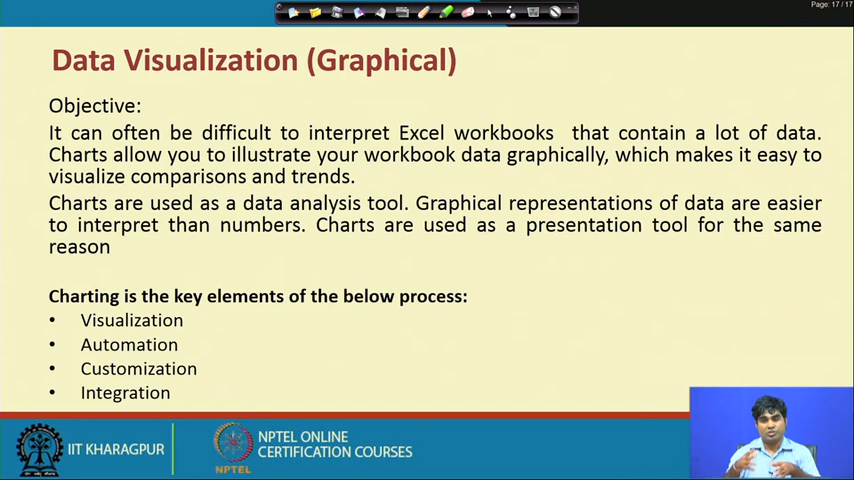 Page: 17 / 17
Data Visualization (Graphical)
Objective:
It can often be difficult to interpret Excel workbooks that contain a lot of data.
Charts allow you to illustrate your workbook data graphically, which makes it easy to
visualize comparisons and trends.
Charts are used as a data analysis tool. Graphical representations of data are easier
to interpret than numbers. Charts are used as a presentation tool for the same
reason
Charting is the key elements of the below process:
• Visualization
• Automation
• Customization
• Integration
IIT KHARAGPUR
NPTEL
NPTEL ONLINE
CERTIFICATION COURSES